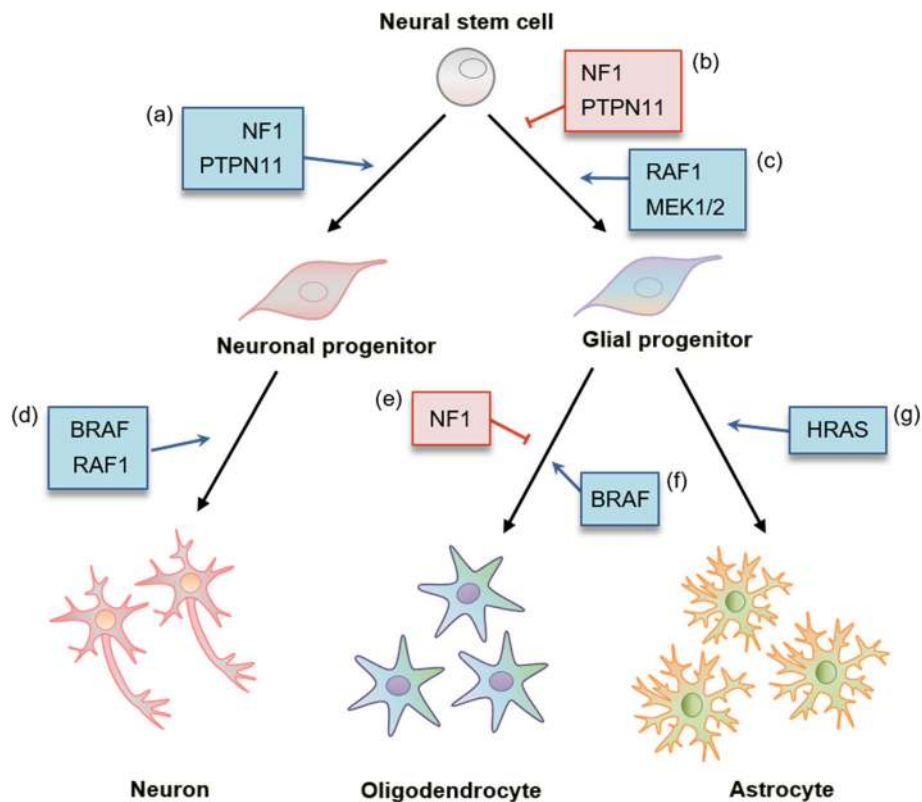 Neural stem cell
(a)
NF1
PTPN11
(b)
NF1
PTPN11
(c)
RAF1
MEK1/2
Neuronal progenitor
Glial progenitor
(d)
BRAF
RAF1
(e)
NF1
(f)
BRAF
(g)
HRAS
Neuron
Oligodendrocyte
Astrocyte